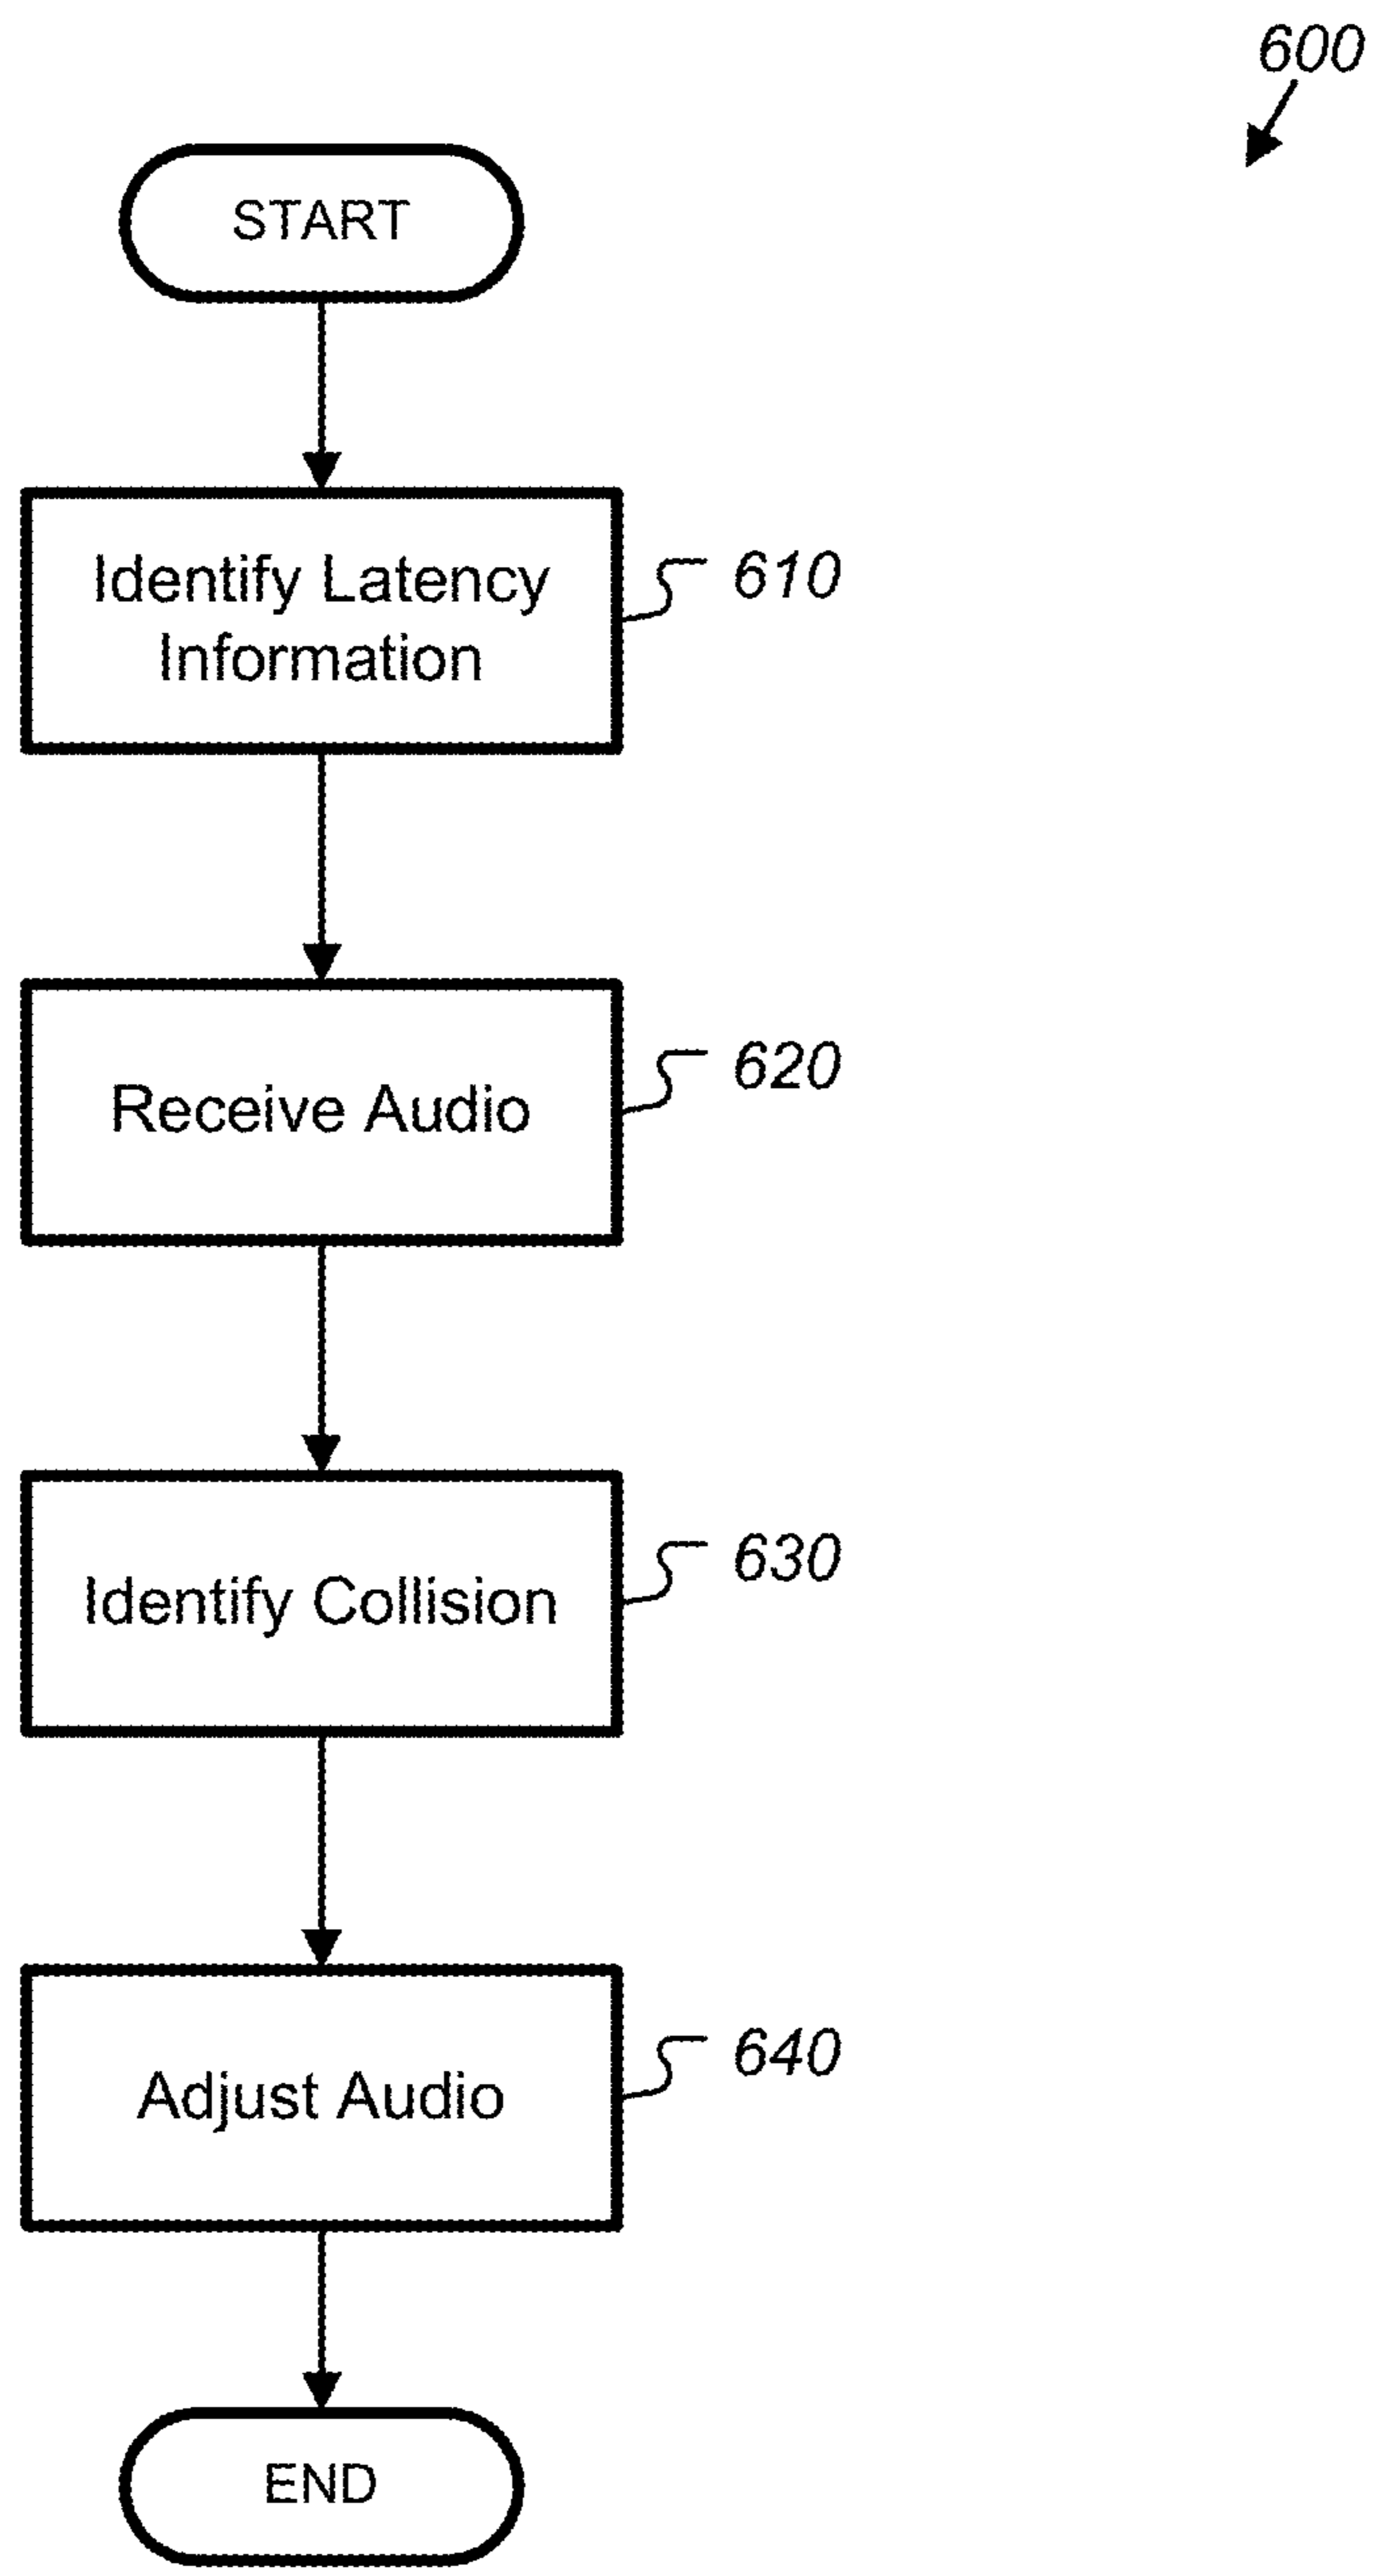 600
START
Identify Latency
Information
610
Receive Audio
620
Identify Collision
630
Adjust Audio
640
END